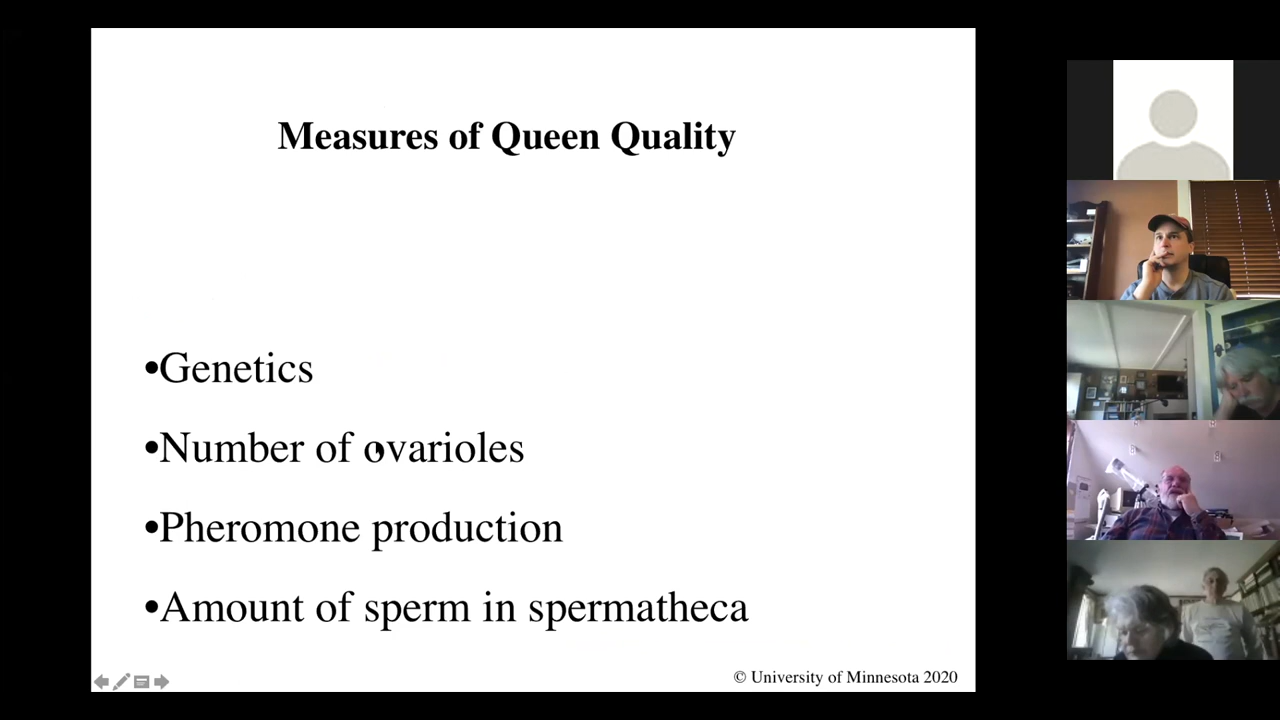 Measures of Queen Quality
•Genetics
•Number of ovarioles
•Pheromone production
•Amount of sperm in spermatheca
© University of Minnesota 2020